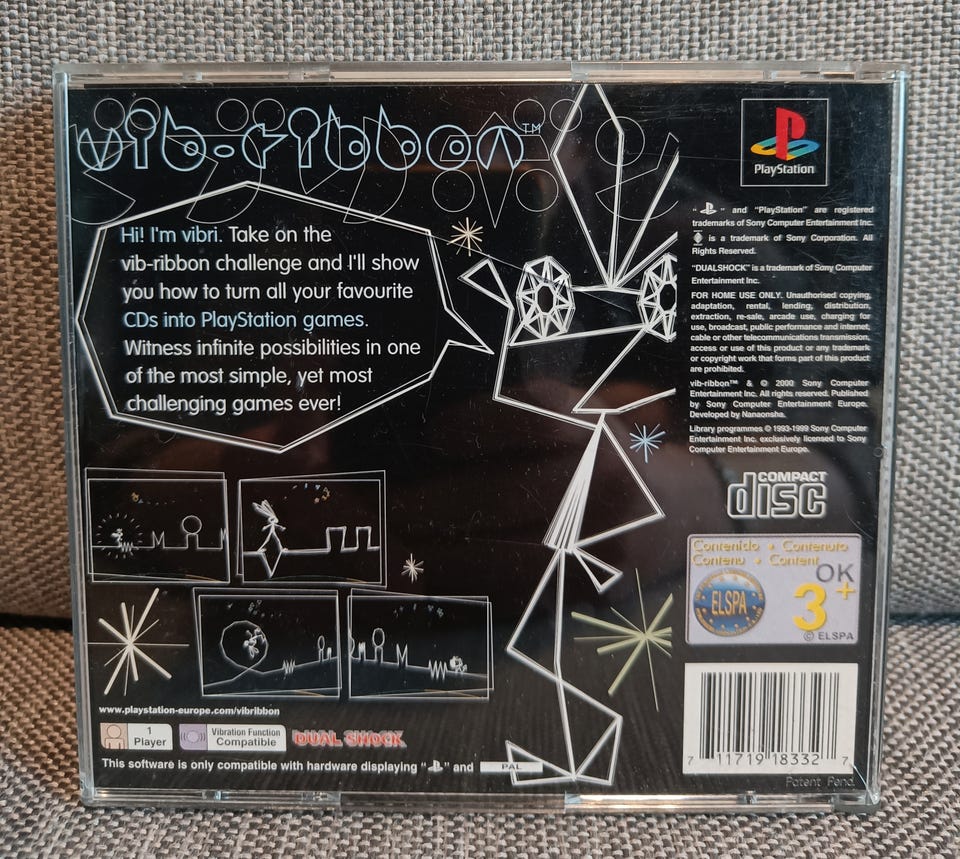 vib-ribbon™
Hi! I'm vibri. Take on the
vib-ribbon challenge and I'll show
you how to turn all your favourite
CDs into PlayStation games.
Witness infinite possibilities in one
of the most simple, yet most
challenging games ever!
www.playstation-europe.com/vibribbon
1
Player
Vibration Function
Compatible
DUAL SHOCK
This software is only compatible with hardware displaying " " and PAL
PlayStation
" " and "PlayStation" are registered
trademarks of Sony Computer Entertainment Inc.
is a trademark of Sony Corporation. All
Rights Reserved.
"DUALSHOCK" is a trademark of Sony Computer
Entertainment Inc.
FOR HOME USE ONLY. Unauthorised copying,
adaptation, rental, lending, distribution,
extraction, re-sale, arcade use, charging for
use, broadcast, public performance and internet,
cable or other telecommunications transmission,
access or use of this product or any trademark
or copyright work that forms part of this product
are prohibited.
vib-ribbon™ & © 2000 Sony Computer
Entertainment Inc. All rights reserved. Published
by Sony Computer Entertainment Europe.
Developed by Nanaonsha.
Library programmes © 1993-1999 Sony Computer
Entertainment Inc. exclusively licensed to Sony
Computer Entertainment Europe.
COMPACT
disc
Contenido • Contenuto
Contenu • Content
OK
ELSPA
3+
© ELSPA
7 11719 18332 7
Patent Pend.